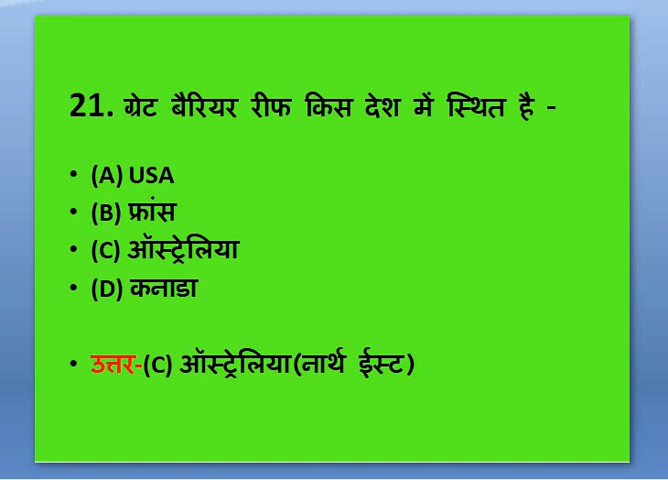 21. ग्रेट बैरियर रीफ किस देश में स्थित है -
• (A) USA
• (B) फ्रांस
• (C) ऑस्ट्रेलिया
• (D) कनाडा
• उत्तर-(C) ऑस्ट्रेलिया(नार्थ ईस्ट)